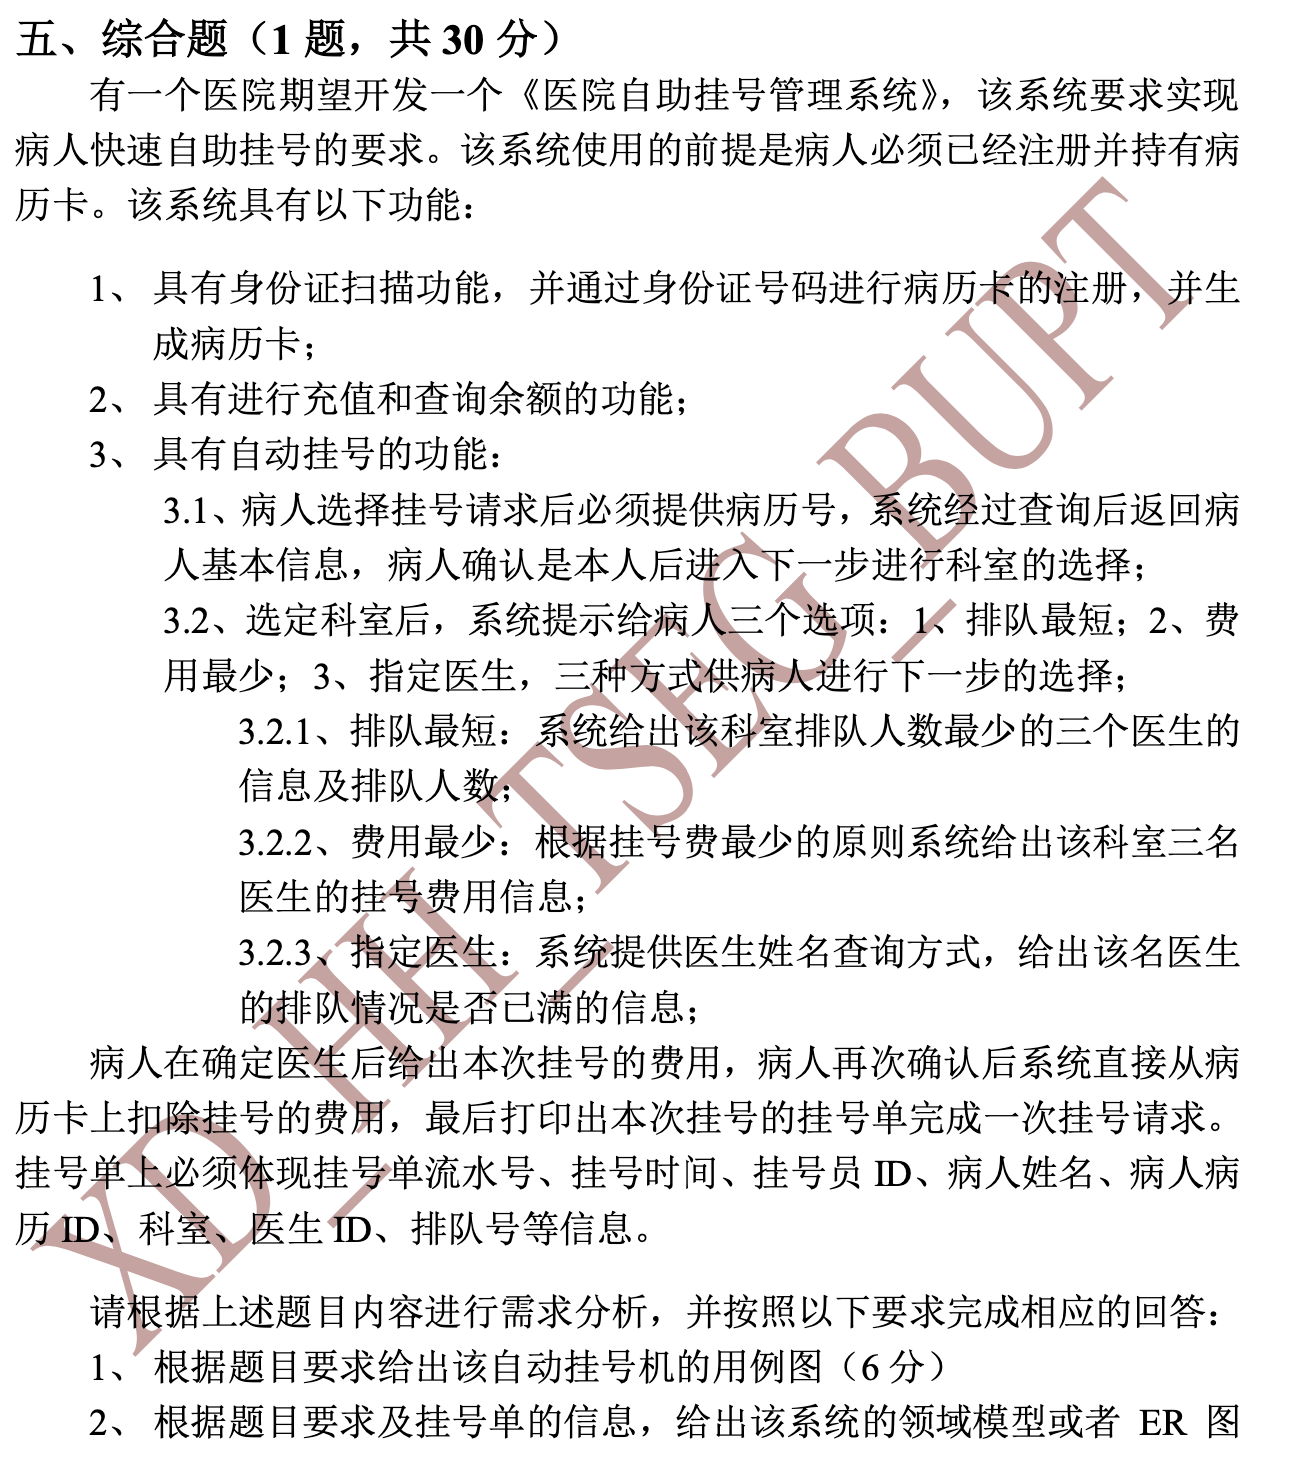 五、综合题（1 题，共 30 分）
有一个医院期望开发一个《医院自助挂号管理系统》，该系统要求实现
病人快速自助挂号的要求。该系统使用的前提是病人必须已经注册并持有病
历卡。该系统具有以下功能：
1、 具有身份证扫描功能，并通过身份证号码进行病历卡的注册，并生
成病历卡；
2、 具有进行充值和查询余额的功能；
3、 具有自动挂号的功能：
3.1、病人选择挂号请求后必须提供病历号，系统经过查询后返回病
人基本信息，病人确认是本人后进入下一步进行科室的选择；
3.2、选定科室后，系统提示给病人三个选项：1、排队最短；2、费
用最少；3、指定医生，三种方式供病人进行下一步的选择；
3.2.1、排队最短：系统给出该科室排队人数最少的三个医生的
信息及排队人数；
3.2.2、费用最少：根据挂号费最少的原则系统给出该科室三名
医生的挂号费用信息；
3.2.3、指定医生：系统提供医生姓名查询方式，给出该名医生
的排队情况是否已满的信息；
病人在确定医生后给出本次挂号的费用，病人再次确认后系统直接从病
历卡上扣除挂号的费用，最后打印出本次挂号的挂号单完成一次挂号请求。
挂号单上必须体现挂号单流水号、挂号时间、挂号员 ID、病人姓名、病人病
历 ID、科室、医生 ID、排队号等信息。
请根据上述题目内容进行需求分析，并按照以下要求完成相应的回答：
1、 根据题目要求给出该自动挂号机的用例图（6 分）
2、 根据题目要求及挂号单的信息，给出该系统的领域模型或者 ER 图
XD_HH_TSEG_BUPT